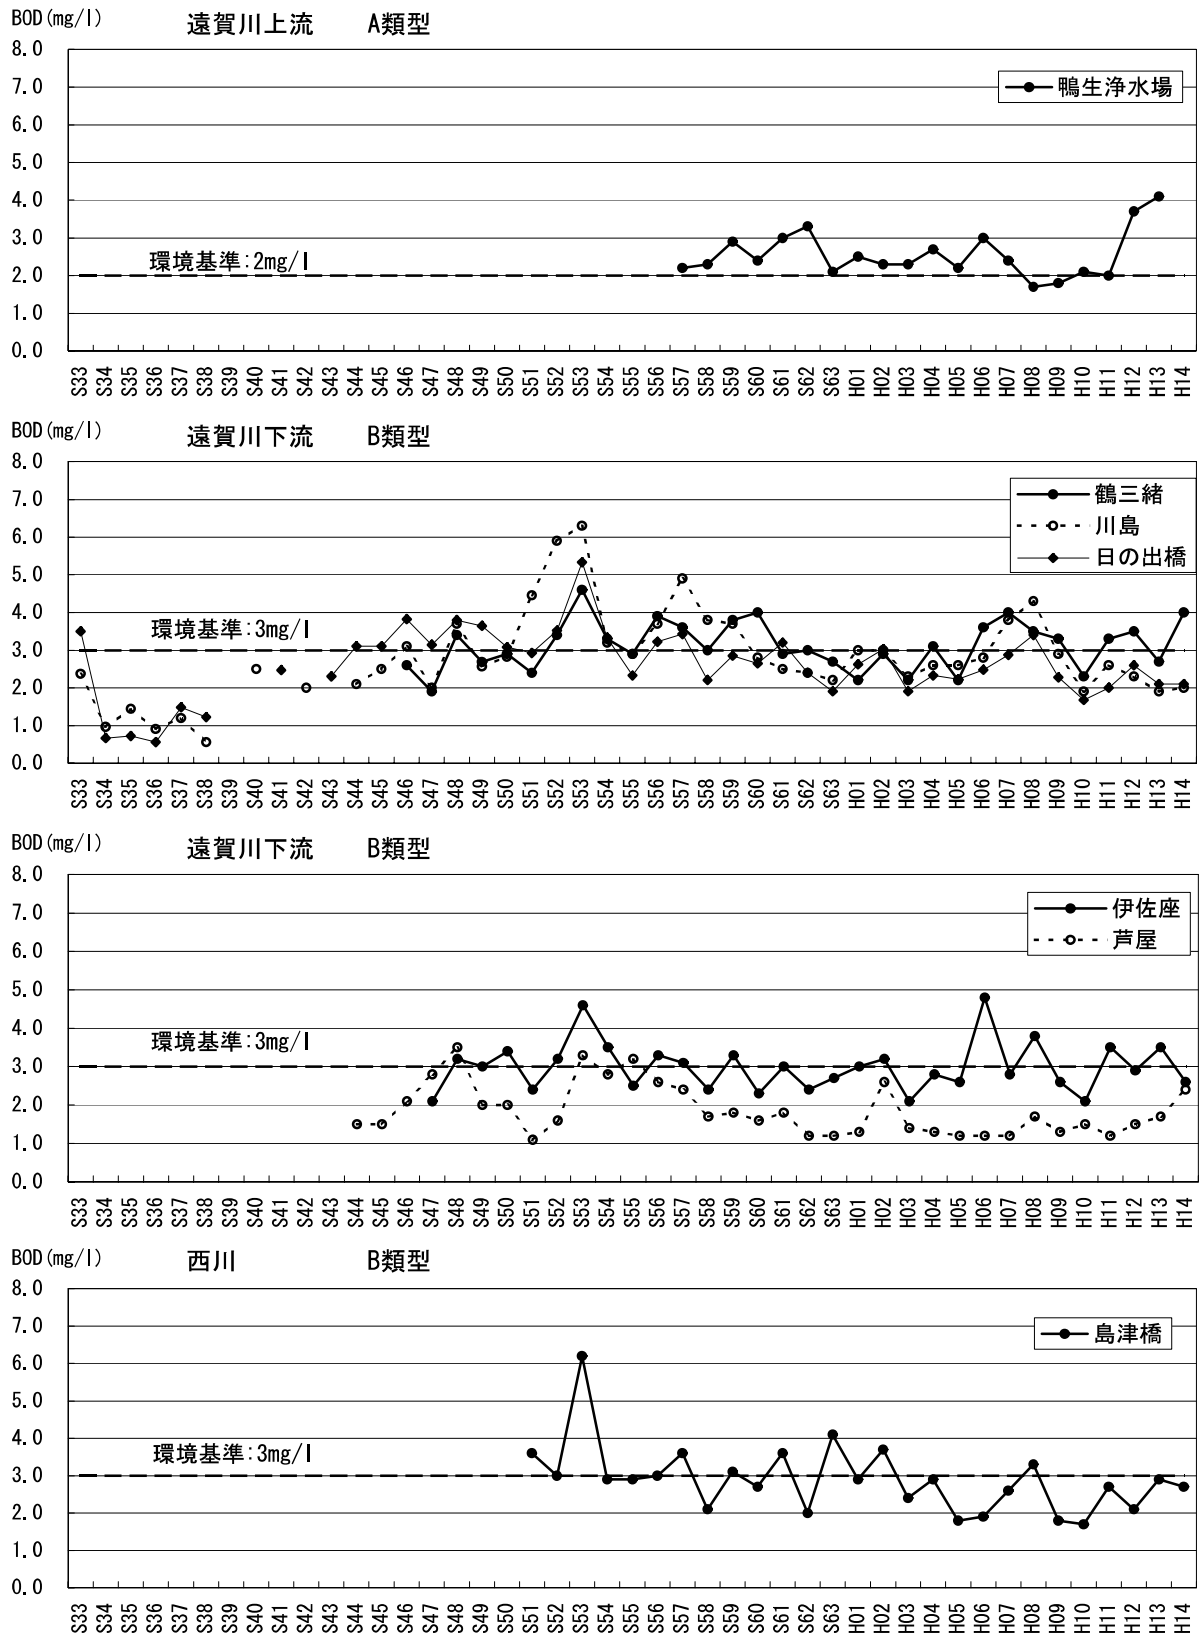 BOD(mg/l) 遠賀川上流 A類型
8.0
7.0
鴨生浄水場
6.0
5.0
4.0
3.0
環境基準:2mg/l
2.0
1.0
0.0
S33 S34 S35 S36 S37 S38 S39 S40 S41 S42 S43 S44 S45 S46 S47 S48 S49 S50 S51 S52 S53 S54 S55 S56 S57 S58 S59 S60 S61 S62 S63 H01 H02 H03 H04 H05 H06 H07 H08 H09 H10 H11 H12 H13 H14
BOD(mg/l) 遠賀川下流 B類型
8.0
鶴三緒
7.0
川島
6.0
日の出橋
5.0
4.0
環境基準:3mg/l
3.0
2.0
1.0
0.0
S33 S34 S35 S36 S37 S38 S39 S40 S41 S42 S43 S44 S45 S46 S47 S48 S49 S50 S51 S52 S53 S54 S55 S56 S57 S58 S59 S60 S61 S62 S63 H01 H02 H03 H04 H05 H06 H07 H08 H09 H10 H11 H12 H13 H14
BOD(mg/l) 遠賀川下流 B類型
8.0
7.0
伊佐座
芦屋
6.0
5.0
4.0
環境基準:3mg/l
3.0
2.0
1.0
0.0
S33 S34 S35 S36 S37 S38 S39 S40 S41 S42 S43 S44 S45 S46 S47 S48 S49 S50 S51 S52 S53 S54 S55 S56 S57 S58 S59 S60 S61 S62 S63 H01 H02 H03 H04 H05 H06 H07 H08 H09 H10 H11 H12 H13 H14
BOD(mg/l) 西川 B類型
8.0
7.0
島津橋
6.0
5.0
4.0
環境基準:3mg/l
3.0
2.0
1.0
0.0
S33 S34 S35 S36 S37 S38 S39 S40 S41 S42 S43 S44 S45 S46 S47 S48 S49 S50 S51 S52 S53 S54 S55 S56 S57 S58 S59 S60 S61 S62 S63 H01 H02 H03 H04 H05 H06 H07 H08 H09 H10 H11 H12 H13 H14